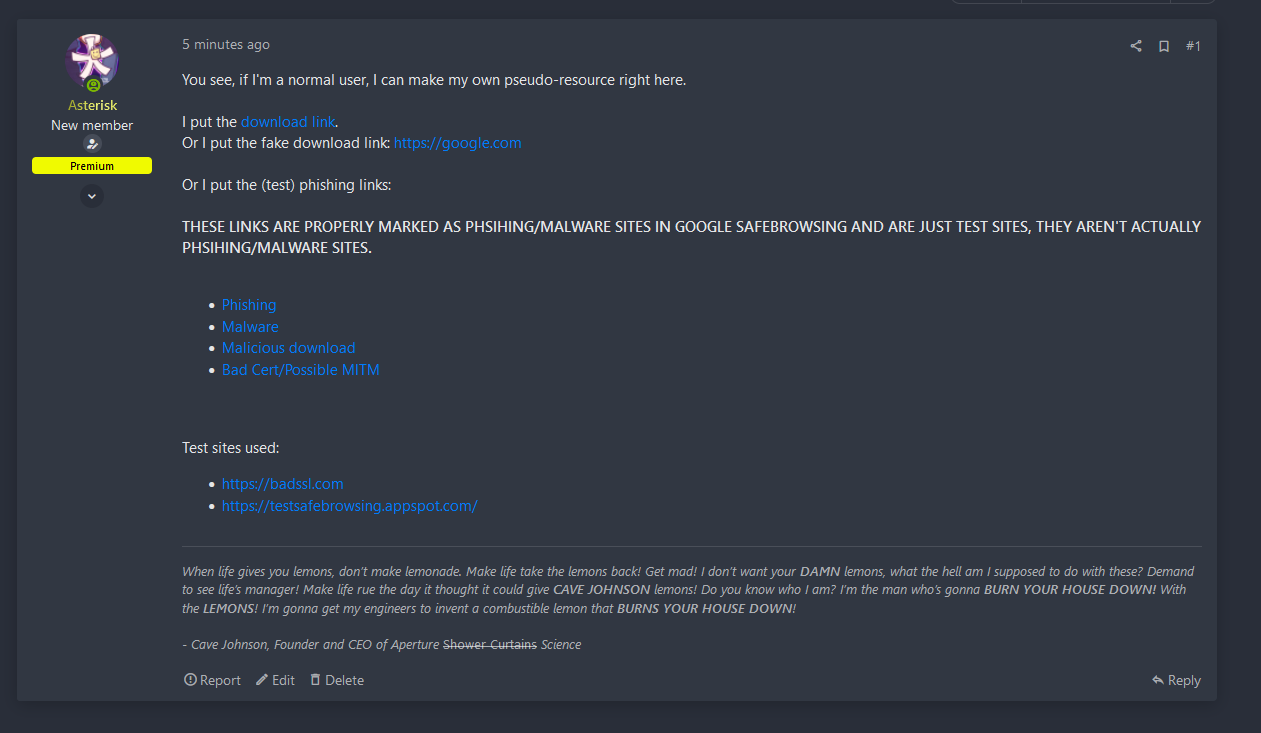 5 minutes ago
#1
You see, if I'm a normal user, I can make my own pseudo-resource right here.
Asterisk
New member
Premium
I put the download link.
Or I put the fake download link: https://google.com
Or I put the (test) phishing links:
THESE LINKS ARE PROPERLY MARKED AS PHSIHING/MALWARE SITES IN GOOGLE SAFEBROWSING AND ARE JUST TEST SITES, THEY AREN'T ACTUALLY
PHSIHING/MALWARE SITES.
• Phishing
• Malware
• Malicious download
• Bad Cert/Possible MITM
Test sites used:
• https://badssl.com
• https://testsafebrowsing.appspot.com/
When life gives you lemons, don't make lemonade. Make life take the lemons back! Get mad! I don't want your DAMN lemons, what the hell am I supposed to do with these? Demand
to see life's manager! Make life rue the day it thought it could give CAVE JOHNSON lemons! Do you know who I am? I'm the man who's gonna BURN YOUR HOUSE DOWN! With
the LEMONS! I'm gonna get my engineers to invent a combustible lemon that BURNS YOUR HOUSE DOWN!
- Cave Johnson, Founder and CEO of Aperture Shower Curtains Science
Report Edit Delete
Reply